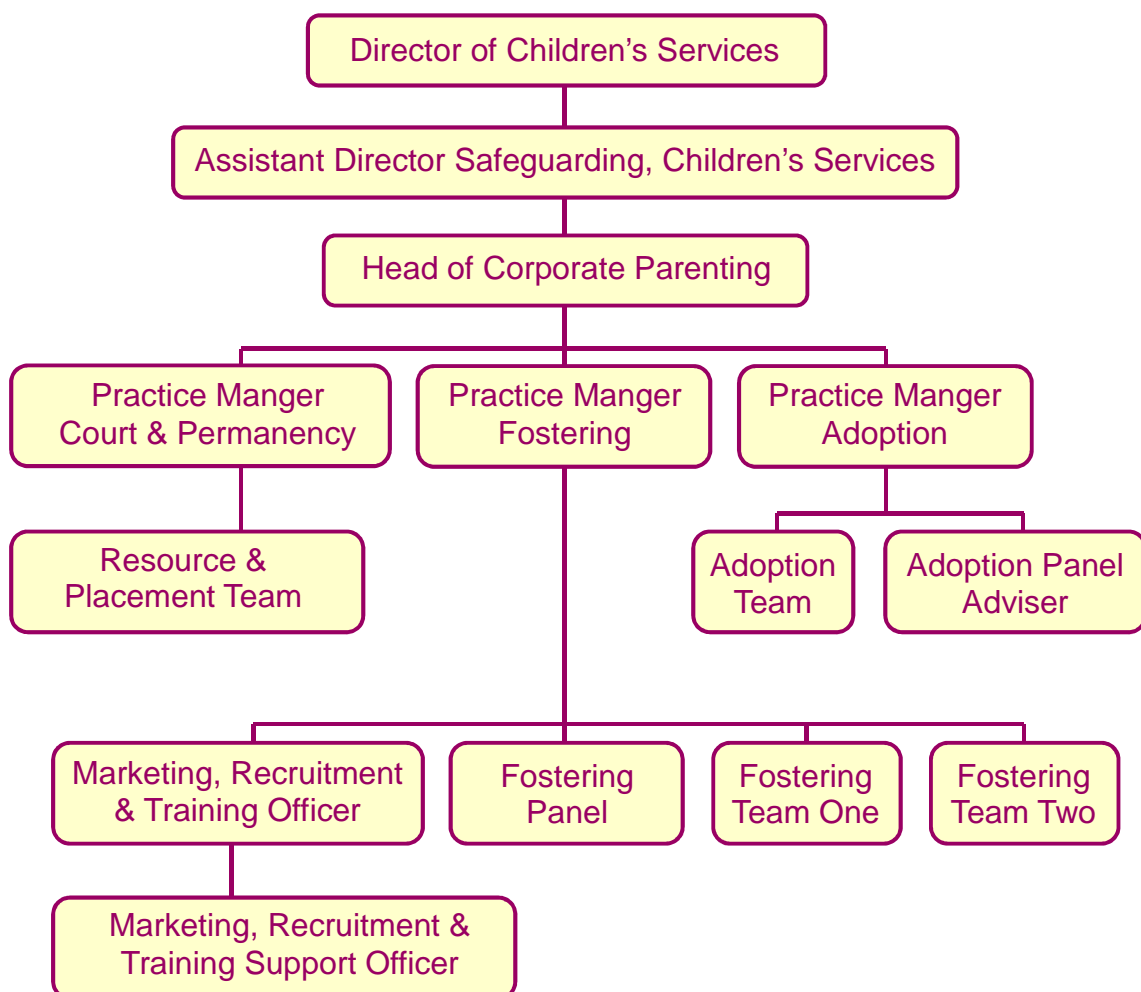 Director of Children’s Services
Assistant Director Safeguarding, Children’s Services
Head of Corporate Parenting
Practice Manger
Court & Permanency
Practice Manger
Fostering
Practice Manger
Adoption
Resource &
Placement Team
Adoption
Team
Adoption Panel
Adviser
Marketing, Recruitment
& Training Officer
Fostering
Panel
Fostering
Team One
Fostering
Team Two
Marketing, Recruitment &
Training Support Officer